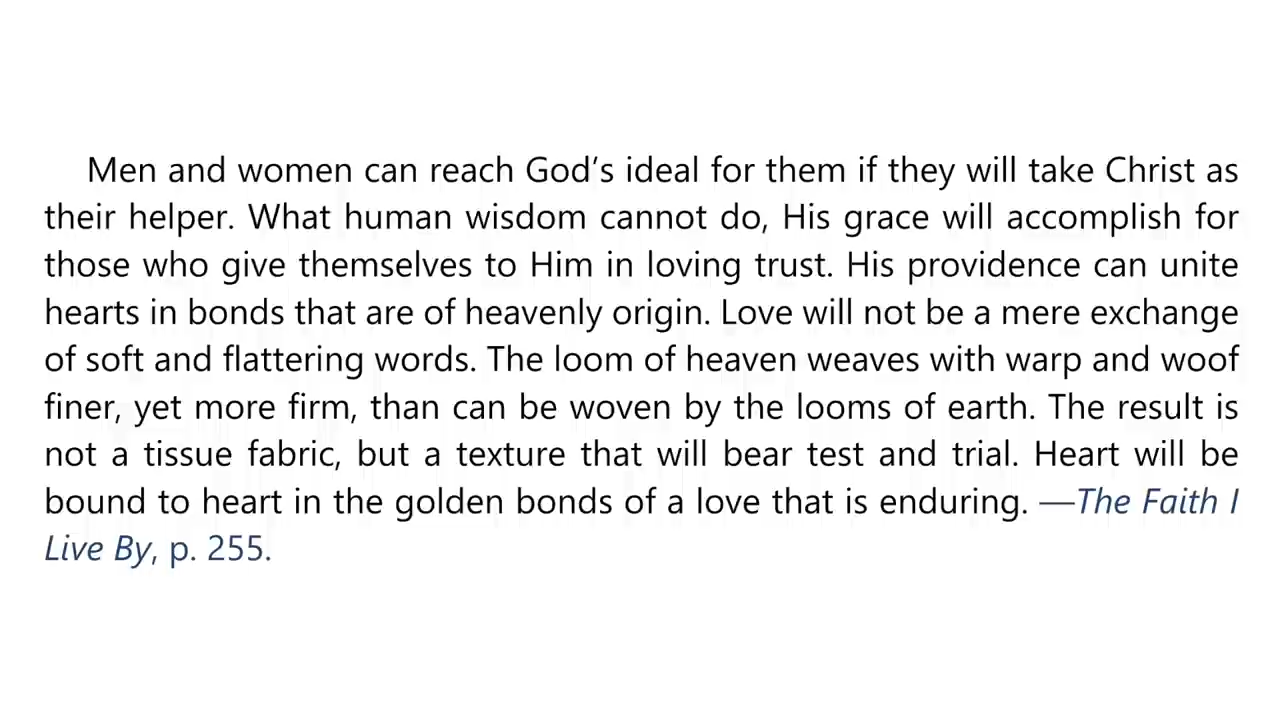 Men and women can reach God’s ideal for them if they will take Christ as
their helper. What human wisdom cannot do, His grace will accomplish for
those who give themselves to Him in loving trust. His providence can unite
hearts in bonds that are of heavenly origin. Love will not be a mere exchange
of soft and flattering words. The loom of heaven weaves with warp and woof
finer, yet more firm, than can be woven by the looms of earth. The result is
not a tissue fabric, but a texture that will bear test and trial. Heart will be
bound to heart in the golden bonds of a love that is enduring. —The Faith I
Live By, p. 255.